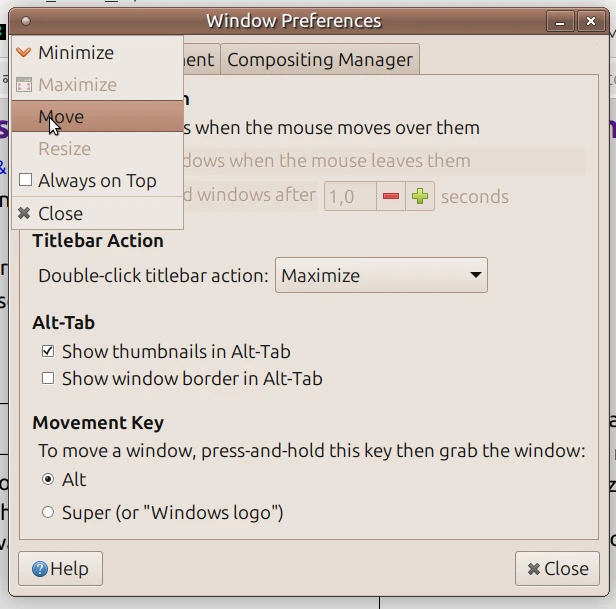 Window Preferences
Minimize
Maximize
Move
Resize
Always on Top
Close
ent
Compositing Manager
n
s when the mouse moves over them
dows when the mouse leaves them
d windows after 1,0 seconds
Titlebar Action
Double-click titlebar action: Maximize
Alt-Tab
Show thumbnails in Alt-Tab
Show window border in Alt-Tab
Movement Key
To move a window, press-and-hold this key then grab the window:
Alt
Super (or "Windows logo")
Help
Close